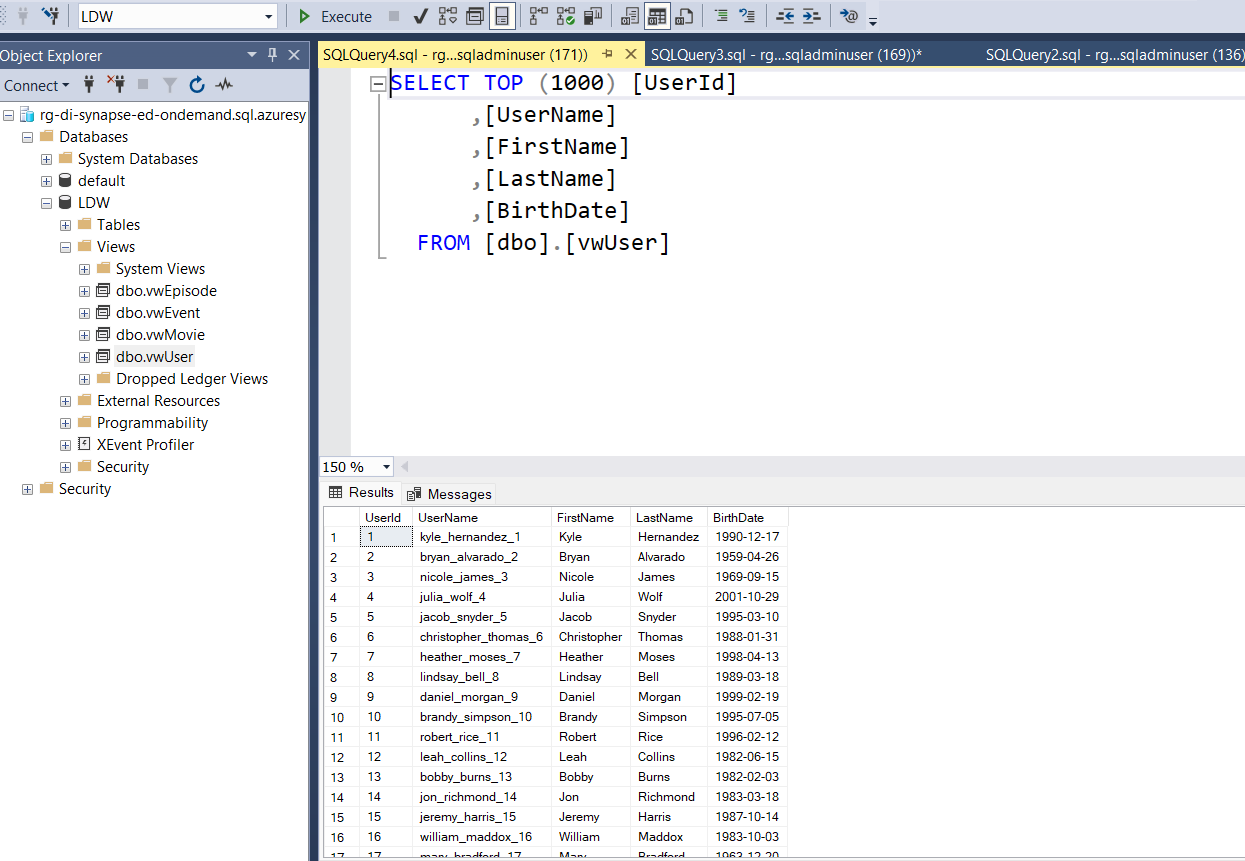 LDW Execute
Object Explorer
SQLQuery4.sql - rg...sqladminuser (171)) SQLQuery3.sql - rg...sqladminuser (169))* SQLQuery2.sql - rg...sqladminuser (136)
Connect
rg-di-synapse-ed-ondemand.sql.azuresy
Databases
System Databases
default
LDW
Tables
Views
System Views
dbo.vwEpisode
dbo.vwEvent
dbo.vwMovie
dbo.vwUser
Dropped Ledger Views
External Resources
Programmability
XEvent Profiler
Security
Security
SELECT TOP (1000) [UserId]
,[UserName]
,[FirstName]
,[LastName]
,[BirthDate]
FROM [dbo].[vwUser]
150 %
Results Messages
UserId UserName FirstName LastName BirthDate
1 1 kyle_hernandez_1 Kyle Hernandez 1990-12-17
2 2 bryan_alvarado_2 Bryan Alvarado 1959-04-26
3 3 nicole_james_3 Nicole James 1969-09-15
4 4 julia_wolf_4 Julia Wolf 2001-10-29
5 5 jacob_snyder_5 Jacob Snyder 1995-03-10
6 6 christopher_thomas_6 Christopher Thomas 1988-01-31
7 7 heather_moses_7 Heather Moses 1998-04-13
8 8 lindsay_bell_8 Lindsay Bell 1989-03-18
9 9 daniel_morgan_9 Daniel Morgan 1999-02-19
10 10 brandy_simpson_10 Brandy Simpson 1995-07-05
11 11 robert_rice_11 Robert Rice 1996-02-12
12 12 leah_collins_12 Leah Collins 1982-06-15
13 13 bobby_burns_13 Bobby Burns 1982-02-03
14 14 jon_richmond_14 Jon Richmond 1983-03-18
15 15 jeremy_harris_15 Jeremy Harris 1987-10-14
16 16 william_maddox_16 William Maddox 1983-10-03
17 17 mary_bradford_17 Mary Bradford 1963-12-20